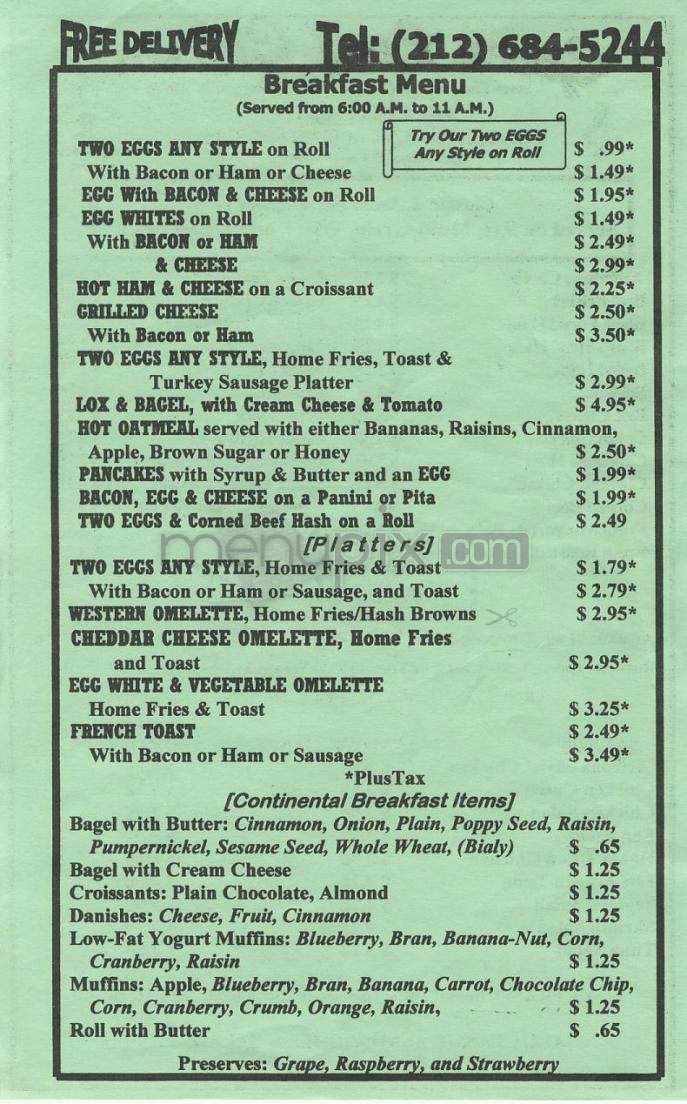 FREE DELIVERY Tel: (212) 684-5244
Breakfast Menu
(Served from 6:00 A.M. to 11 A.M.)
Try Our Two EGGS
Any Style on Roll
TWO EGGS ANY STYLE on Roll $ .99*
With Bacon or Ham or Cheese $ 1.49*
EGG With BACON & CHEESE on Roll $ 1.95*
EGG WHITES on Roll $ 1.49*
With BACON or HAM $ 2.49*
& CHEESE $ 2.99*
HOT HAM & CHEESE on a Croissant $ 2.25*
GRILLED CHEESE $ 2.50*
With Bacon or Ham $ 3.50*
TWO EGGS ANY STYLE, Home Fries, Toast &
Turkey Sausage Platter $ 2.99*
LOX & BAGEL, with Cream Cheese & Tomato $ 4.95*
HOT OATMEAL served with either Bananas, Raisins, Cinnamon,
Apple, Brown Sugar or Honey $ 2.50*
PANCAKES with Syrup & Butter and an EGG $ 1.99*
BACON, EGG & CHEESE on a Panini or Pita $ 1.99*
TWO EGGS & Corned Beef Hash on a Roll $ 2.49
[Platters]
menupix.com
TWO EGGS ANY STYLE, Home Fries & Toast $ 1.79*
With Bacon or Ham or Sausage, and Toast $ 2.79*
WESTERN OMELETTE, Home Fries/Hash Browns $ 2.95*
CHEDDAR CHEESE OMELETTE, Home Fries
and Toast $ 2.95*
EGG WHITE & VEGETABLE OMELETTE
Home Fries & Toast $ 3.25*
FRENCH TOAST $ 2.49*
With Bacon or Ham or Sausage $ 3.49*
*PlusTax
[Continental Breakfast Items]
Bagel with Butter: Cinnamon, Onion, Plain, Poppy Seed, Raisin,
Pumpernickel, Sesame Seed, Whole Wheat, (Bialy) $ .65
Bagel with Cream Cheese $ 1.25
Croissants: Plain Chocolate, Almond $ 1.25
Danishes: Cheese, Fruit, Cinnamon $ 1.25
Low-Fat Yogurt Muffins: Blueberry, Bran, Banana-Nut, Corn,
Cranberry, Raisin $ 1.25
Muffins: Apple, Blueberry, Bran, Banana, Carrot, Chocolate Chip,
Corn, Cranberry, Crumb, Orange, Raisin, $ 1.25
Roll with Butter $ .65
Preserves: Grape, Raspberry, and Strawberry